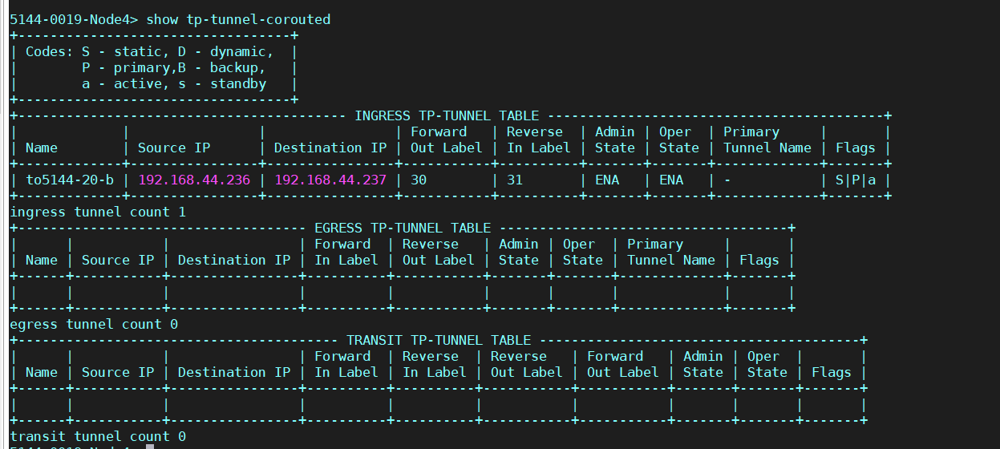 5144-0019-Node4> show tp-tunnel-corouted
+----------------------------------+
| Codes: S - static, D - dynamic,  |
|        P - primary,B - backup,   |
|        a - active, s - standby   |
+----------------------------------+
+----------------------------------------- INGRESS TP-TUNNEL TABLE ------------------------------------------+
|             |                |                | Forward   | Reverse  | Admin | Oper  | Primary     |       |
| Name        | Source IP      | Destination IP | Out Label | In Label | State | State | Tunnel Name | Flags |
+-------------+----------------+----------------+-----------+----------+-------+-------+-------------+-------+
| to5144-20-b | 192.168.44.236 | 192.168.44.237 | 30        | 31       | ENA   | ENA   | -           | S|P|a |
+-------------+----------------+----------------+-----------+----------+-------+-------+-------------+-------+
ingress tunnel count 1
+------------------------------------ EGRESS TP-TUNNEL TABLE ------------------------------------+
|      |           |                | Forward  | Reverse   | Admin | Oper  | Primary     |       |
| Name | Source IP | Destination IP | In Label | Out Label | State | State | Tunnel Name | Flags |
+------+-----------+----------------+----------+-----------+-------+-------+-------------+-------+
|      |           |                |          |           |       |       |             |       |
+------+-----------+----------------+----------+-----------+-------+-------+-------------+-------+
egress tunnel count 0
+---------------------------------------- TRANSIT TP-TUNNEL TABLE ----------------------------------------+
|      |           |                | Forward  | Reverse  | Reverse   | Forward   | Admin | Oper  |       |
| Name | Source IP | Destination IP | In Label | In Label | Out Label | Out Label | State | State | Flags |
+------+-----------+----------------+----------+----------+-----------+-----------+-------+-------+-------+
|      |           |                |          |          |           |           |       |       |       |
+------+-----------+----------------+----------+----------+-----------+-----------+-------+-------+-------+
transit tunnel count 0